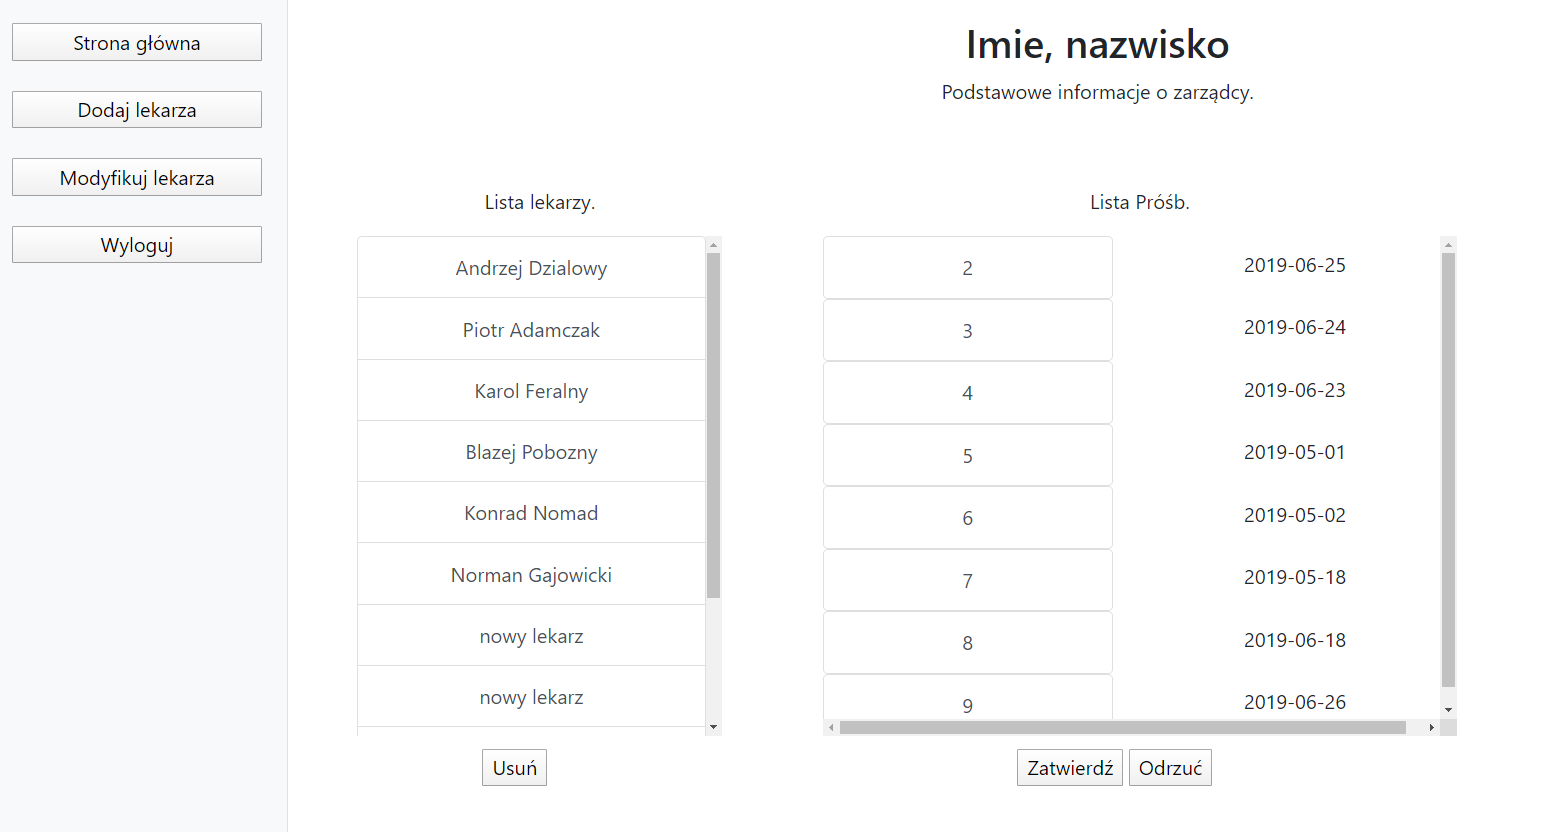 Strona główna
Dodaj lekarza
Modyfikuj lekarza
Wyloguj
Imie, nazwisko
Podstawowe informacje o zarządcy.
Lista lekarzy.
Andrzej Dzialowy
Piotr Adamczak
Karol Feralny
Blazej Pobozny
Konrad Nomad
Norman Gajowicki
nowy lekarz
nowy lekarz
Usuń
Lista Próśb.
2 2019-06-25
3 2019-06-24
4 2019-06-23
5 2019-05-01
6 2019-05-02
7 2019-05-18
8 2019-06-18
9 2019-06-26
Zatwierdź Odrzuć